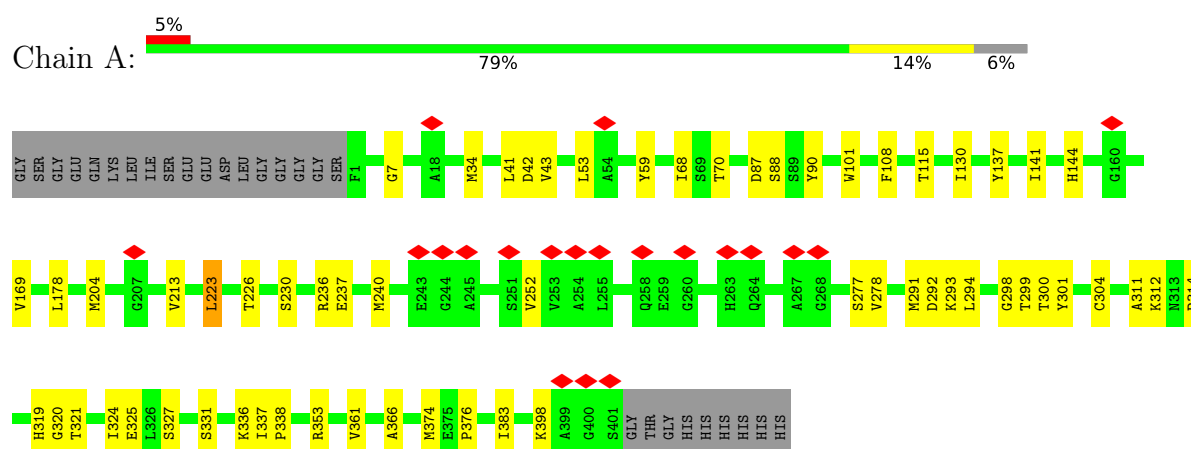 5%
Chain A:
79% 14% 6%
GLY SER GLY GLU GLN LYS LEU ILE SER GLU GLU ASP LEU GLY GLY GLY GLY SER F1 G7 A18 M34 L41 D42 V43 L53 A54 Y59 I68 S69 T70 D87 S88 S89 Y90 W101 F108 T115 I130 Y137 I141 H144 G160
V169 L178 M204 G207 V213 L223 T226 S230 R236 E237 M240 E243 G244 A245 S251 V252 V253 A254 L255 Q258 E259 G260 H263 Q264 A267 G268 S277 V278 M291 D292 K293 L294 G298 T299 T300 Y301 C304 A311 K312 N313
H319 G320 T321 I324 E325 L326 S327 S331 K336 I337 P338 R353 V361 A366 M374 E375 P376 I383 K398 A399 G400 S401 GLY THR GLY HIS HIS HIS HIS HIS HIS